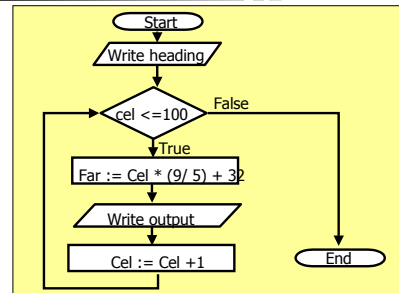 Start
Write heading
cel <=100
False
True
Far := Cel * (9/ 5) + 32
Write output
Cel := Cel +1
End